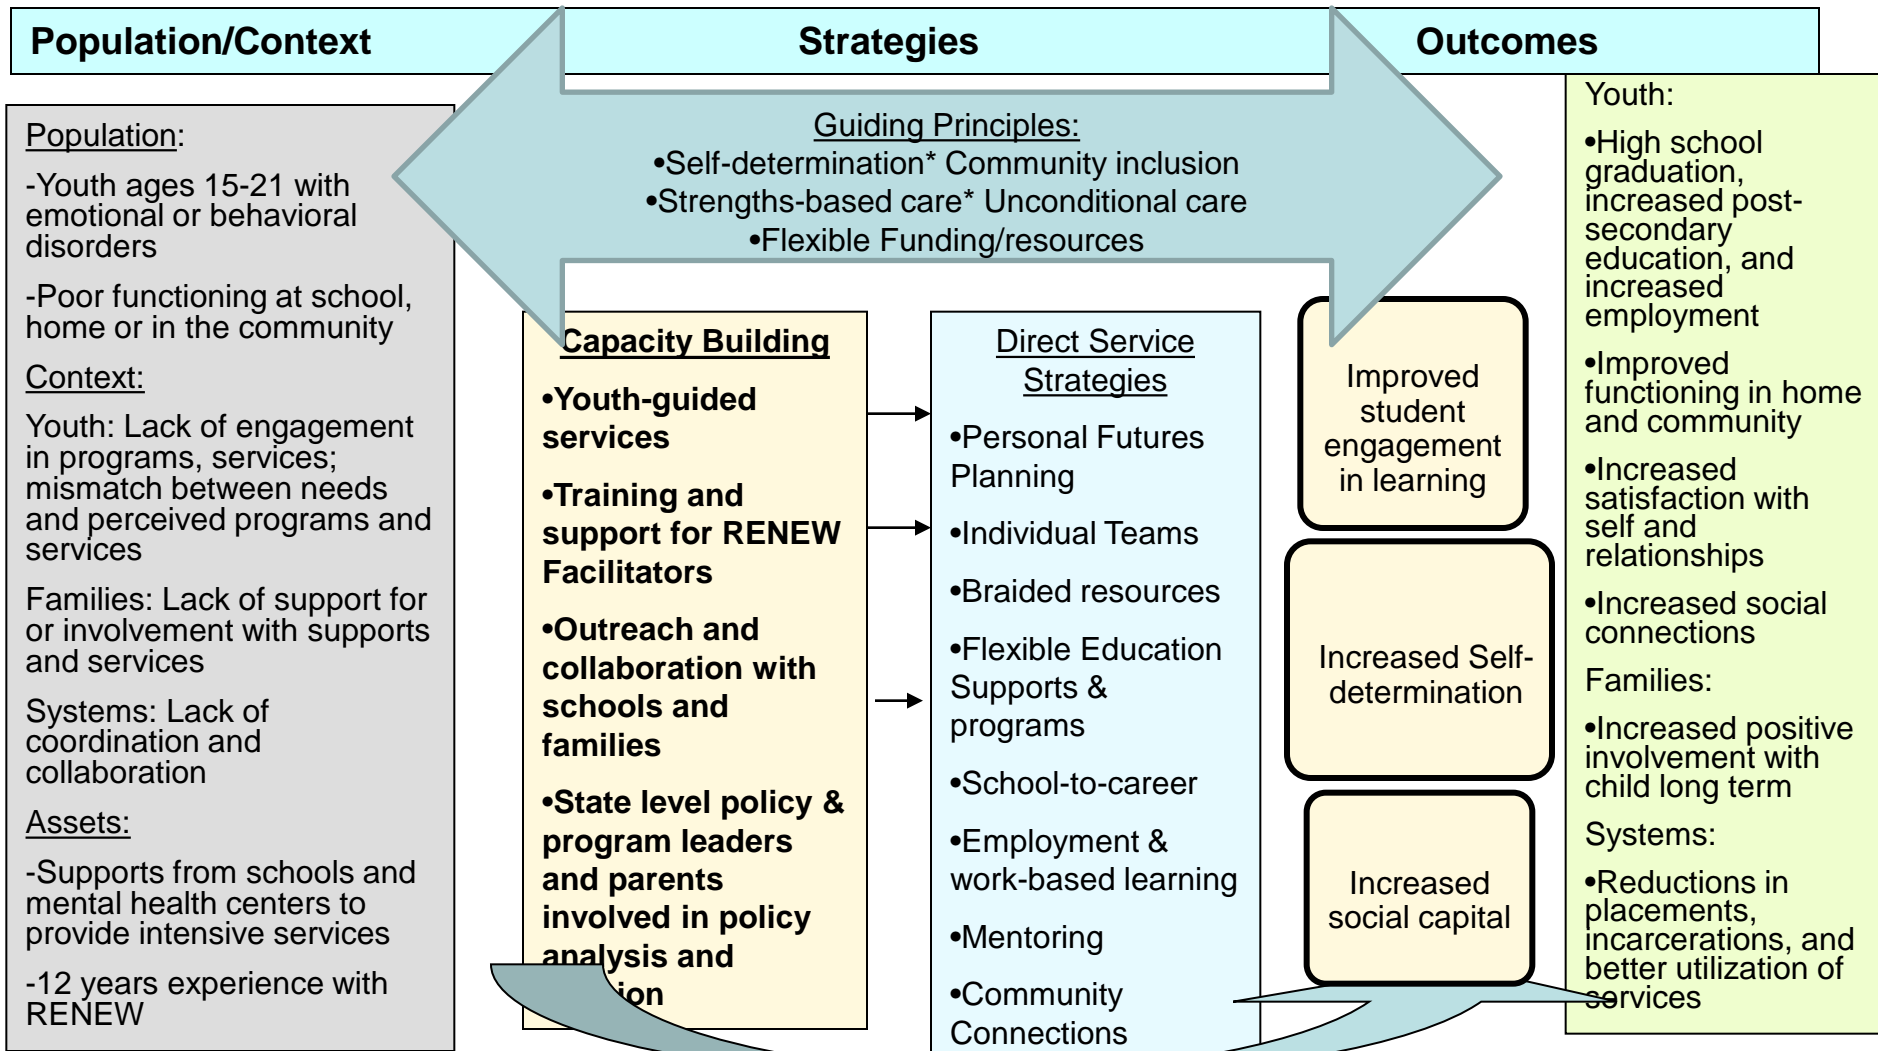 Population/Context
Strategies
Outcomes
Guiding Principles:
•Self-determination* Community inclusion
•Strengths-based care* Unconditional care
•Flexible Funding/resources
Population:
-Youth ages 15-21 with
emotional or behavioral
disorders
-Poor functioning at school,
home or in the community
Context:
Youth: Lack of engagement
in programs, services;
mismatch between needs
and perceived programs and
services
Families: Lack of support for
or involvement with supports
and services
Systems: Lack of
coordination and
collaboration
Assets:
-Supports from schools and
mental health centers to
provide intensive services
-12 years experience with
RENEW
Capacity Building
•Youth-guided
services
•Training and
support for RENEW
Facilitators
•Outreach and
collaboration with
schools and
families
•State level policy &
program leaders
and parents
involved in policy
analysis and
Direct Service
Strategies
•Personal Futures
Planning
•Individual Teams
•Braided resources
•Flexible Education
Supports &
programs
•School-to-career
•Employment &
work-based learning
•Mentoring
•Community
Connections
Improved
student
engagement
in learning
Increased Self-
determination
Increased
social capital
Youth:
•High school
graduation,
increased post-
secondary
education, and
increased
employment
•Improved
functioning in home
and community
•Increased
satisfaction with
self and
relationships
•Increased social
connections
Families:
•Increased positive
involvement with
child long term
Systems:
•Reductions in
placements,
incarcerations, and
better utilization of
services